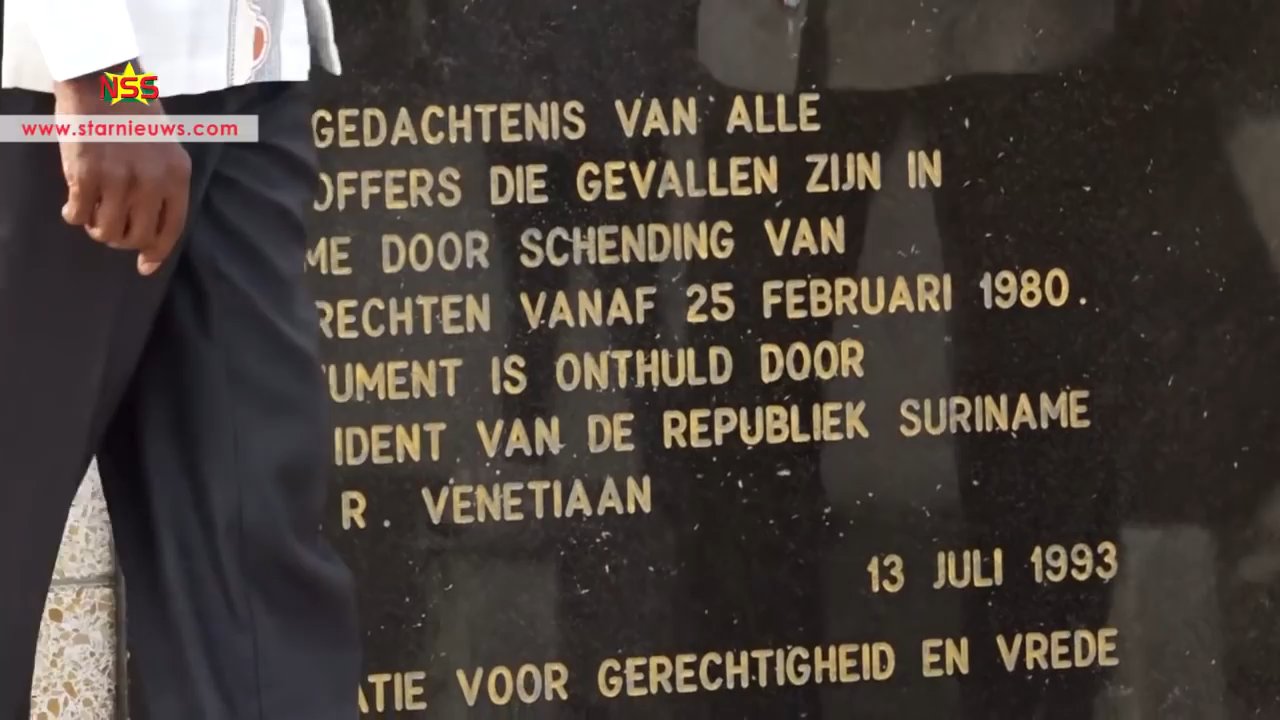 NSS
www.starnieuws.com
GEDACHTENIS VAN ALLE
OFFERS DIE GEVALLEN ZIJN IN
ME DOOR SCHENDING VAN
RECHTEN VANAF 25 FEBRUARI 1980.
UMENT IS ONTHULD DOOR
IDENT VAN DE REPUBLIEK SURINAME
R. VENETIAAN
13 JULI 1993
ATIE VOOR GERECHTIGHEID EN VREDE